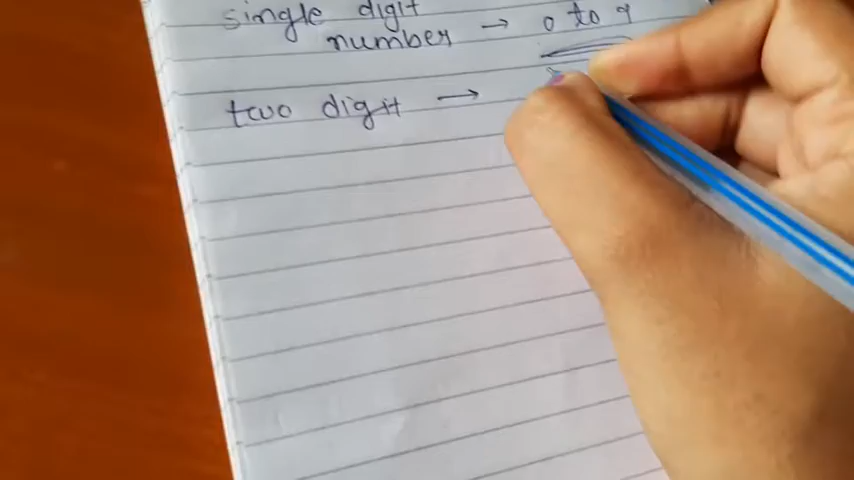 single digit
number → 0 to 9
two digit →